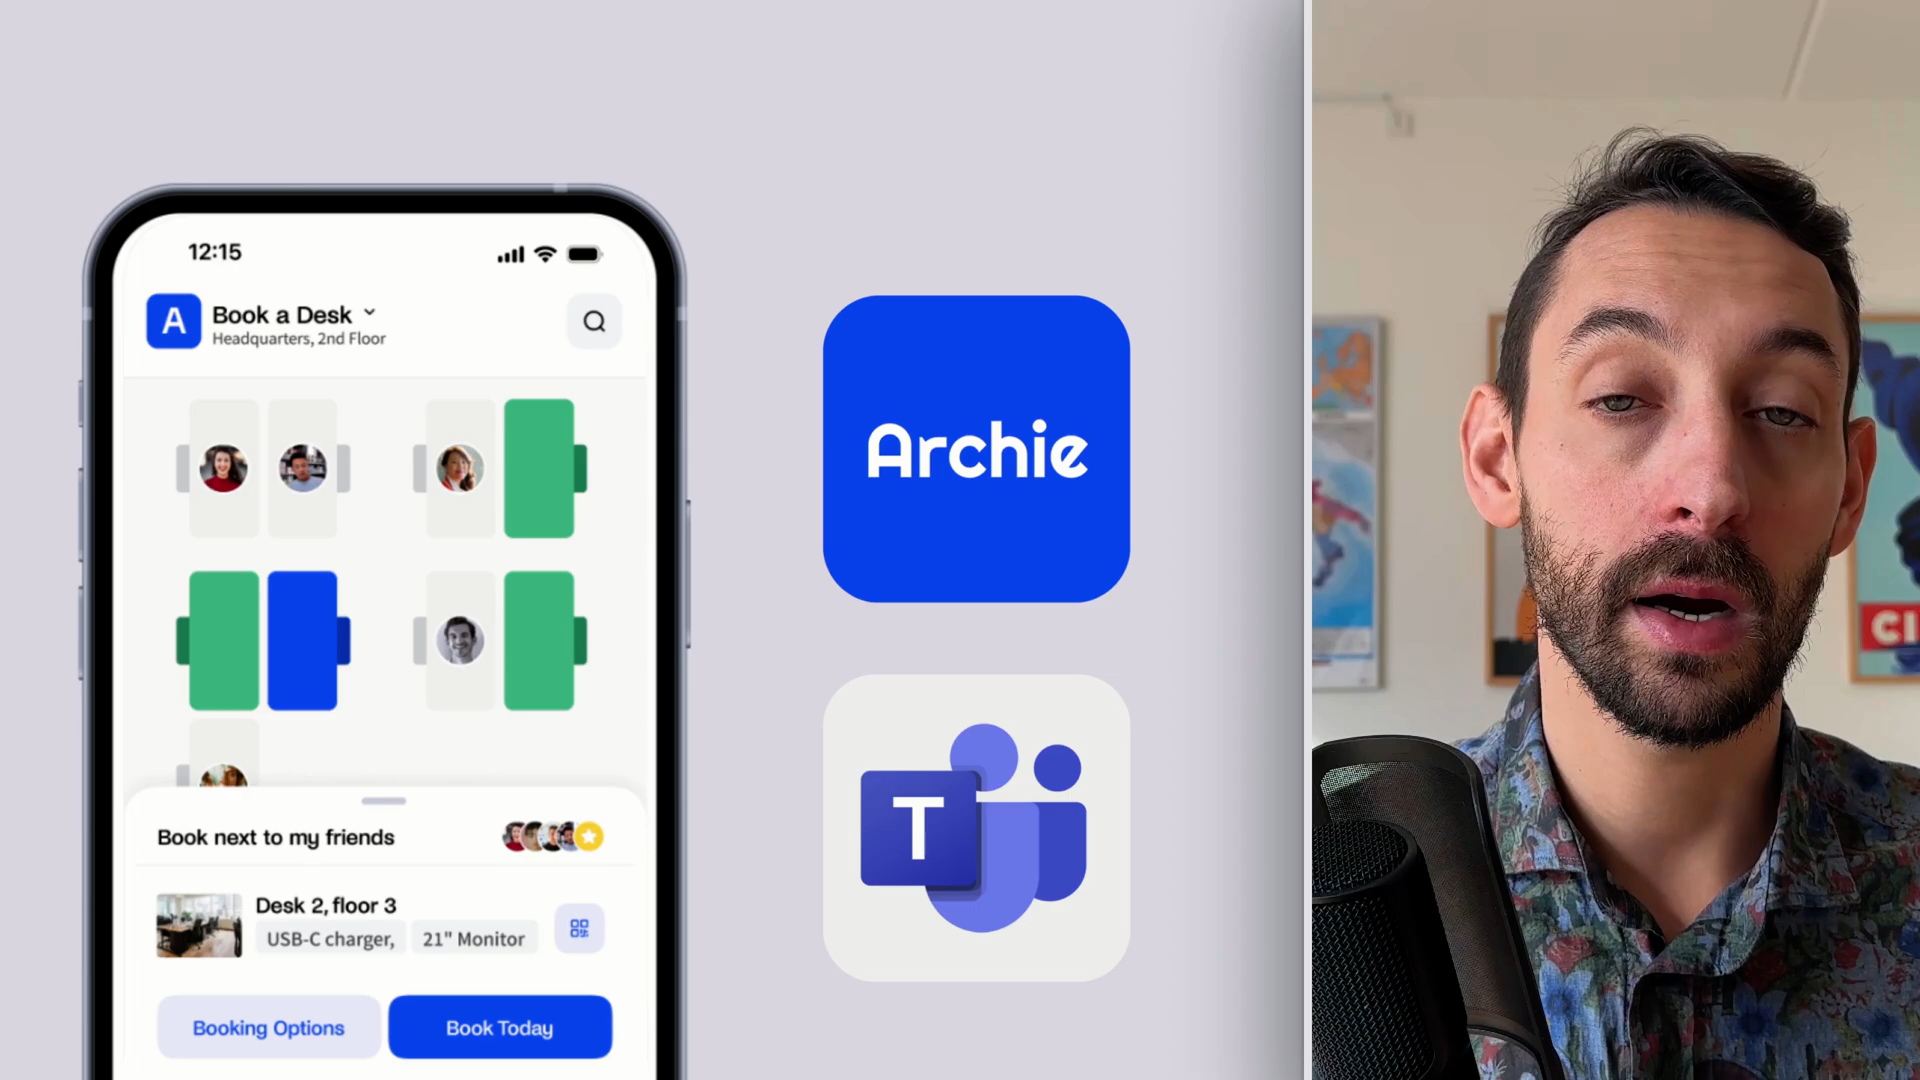 12:15
A
Book a Desk
Headquarters, 2nd Floor
Book next to my friends
Desk 2, floor 3
USB-C charger,
21" Monitor
Booking Options
Book Today
Archie
T
CI